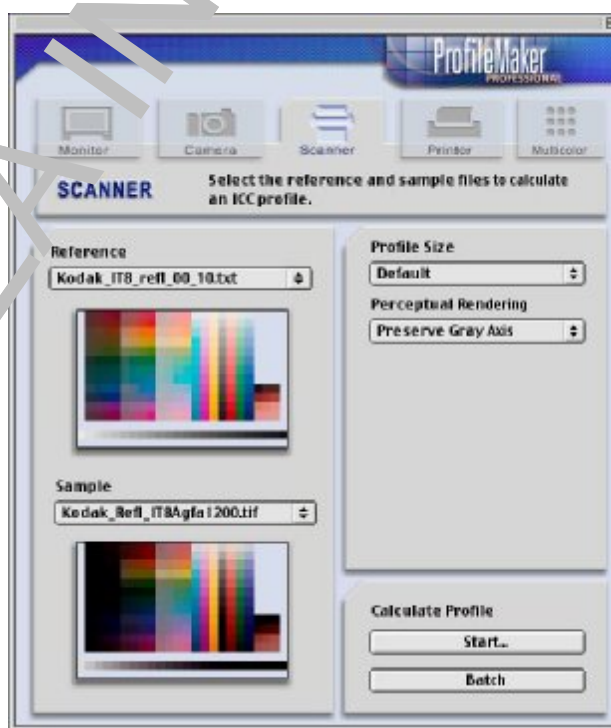 ProfileMaker
PROFESSIONAL
Monitor
Camera
Scanner
Printer
Multicolor
SCANNER
Select the reference and sample files to calculate
an ICC profile.
Reference
Kodak_IT8_refl_00_10.txt
Sample
Kodak_Refl_IT8Agfa1200.tif
Profile Size
Default
Perceptual Rendering
Preserve Gray Axis
Calculate Profile
Start...
Batch